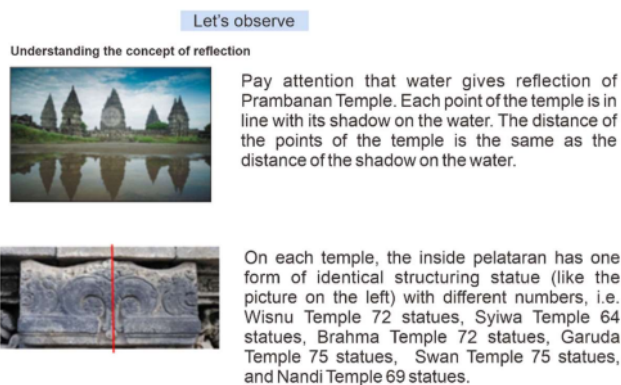 Let's observe
Understanding the concept of reflection
Pay attention that water gives reflection of
Prambanan Temple. Each point of the temple is in
line with its shadow on the water. The distance of
the points of the temple is the same as the
distance of the shadow on the water.
On each temple, the inside pelataran has one
form of identical structuring statue (like the
picture on the left) with different numbers, i.e.
Wisnu Temple 72 statues, Syiwa Temple 64
statues, Brahma Temple 72 statues, Garuda
Temple 75 statues, Swan Temple 75 statues,
and Nandi Temple 69 statues.